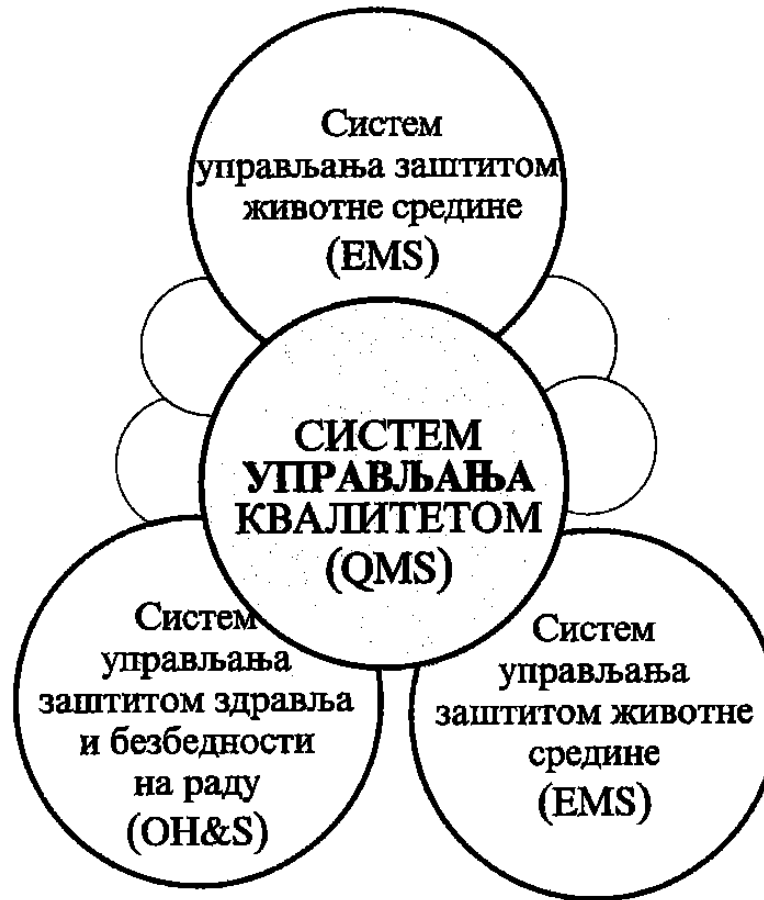 Систем
управљања заштитом
животне средине
(EMS)
СИСТЕМ
УПРАВЉАЊА
КВАЛИТЕТОМ
(QMS)
Систем
управљања
заштитом здравља
и безбедности
на раду
(OH&S)
Систем
управљања
заштитом животне
средине
(EMS)